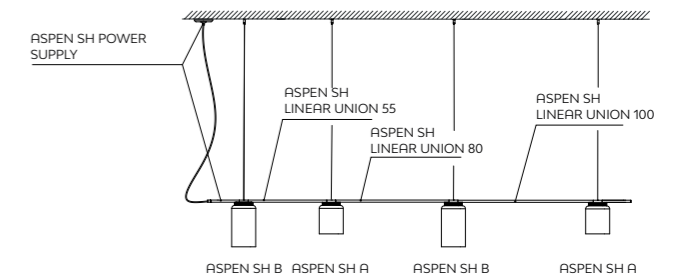 ASPEN SH POWER
SUPPLY
ASPEN SH
LINEAR UNION 55
ASPEN SH
LINEAR UNION 80
ASPEN SH
LINEAR UNION 100
ASPEN SH B
ASPEN SH A
ASPEN SH B
ASPEN SH A